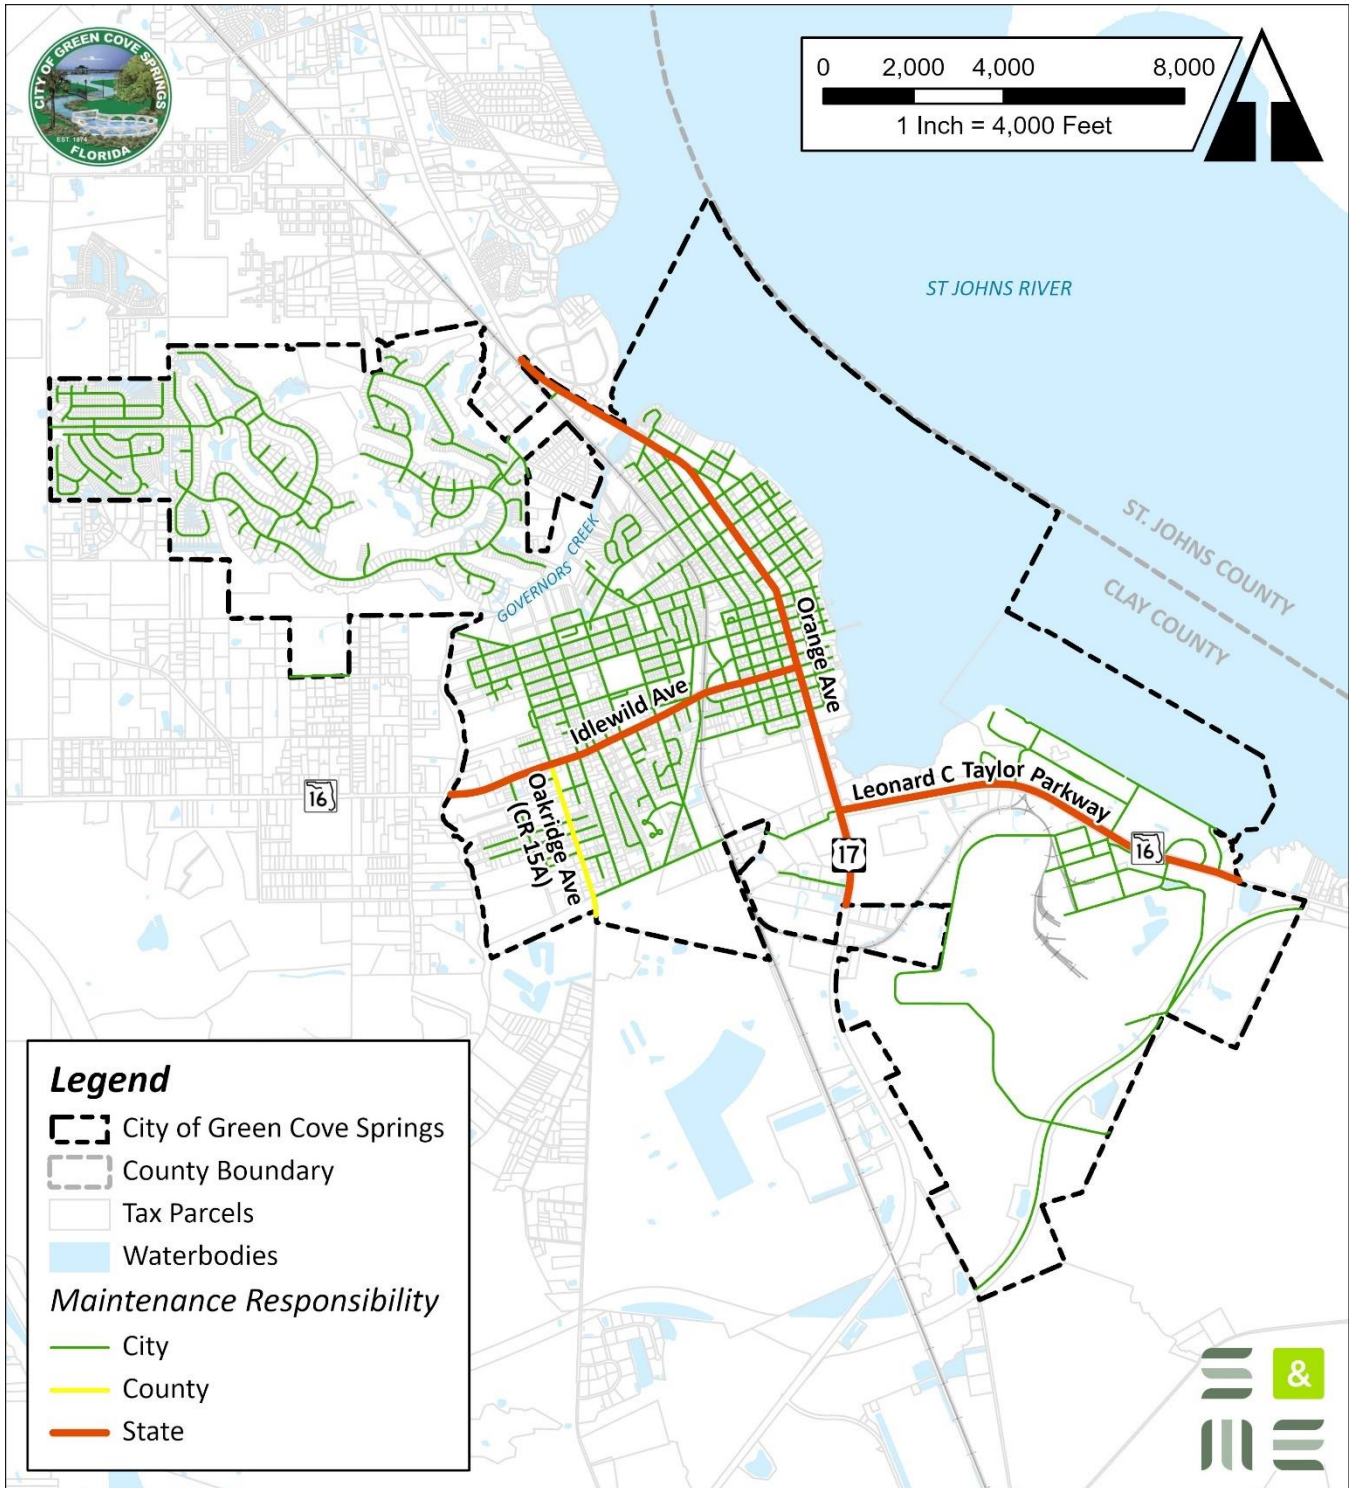 CITY OF GREEN COVE SPRINGS
EST. 1874
FLORIDA
0 2,000 4,000 8,000
1 Inch = 4,000 Feet
ST JOHNS RIVER
ST. JOHNS COUNTY
CLAY COUNTY
GOVERNORS CREEK
Orange Ave
Idlewild Ave
Leonard C Taylor Parkway
16
Oakridge Ave
(CR-15A)
17
16
Legend
City of Green Cove Springs
County Boundary
Tax Parcels
Waterbodies
Maintenance Responsibility
City
County
State
S &
M E